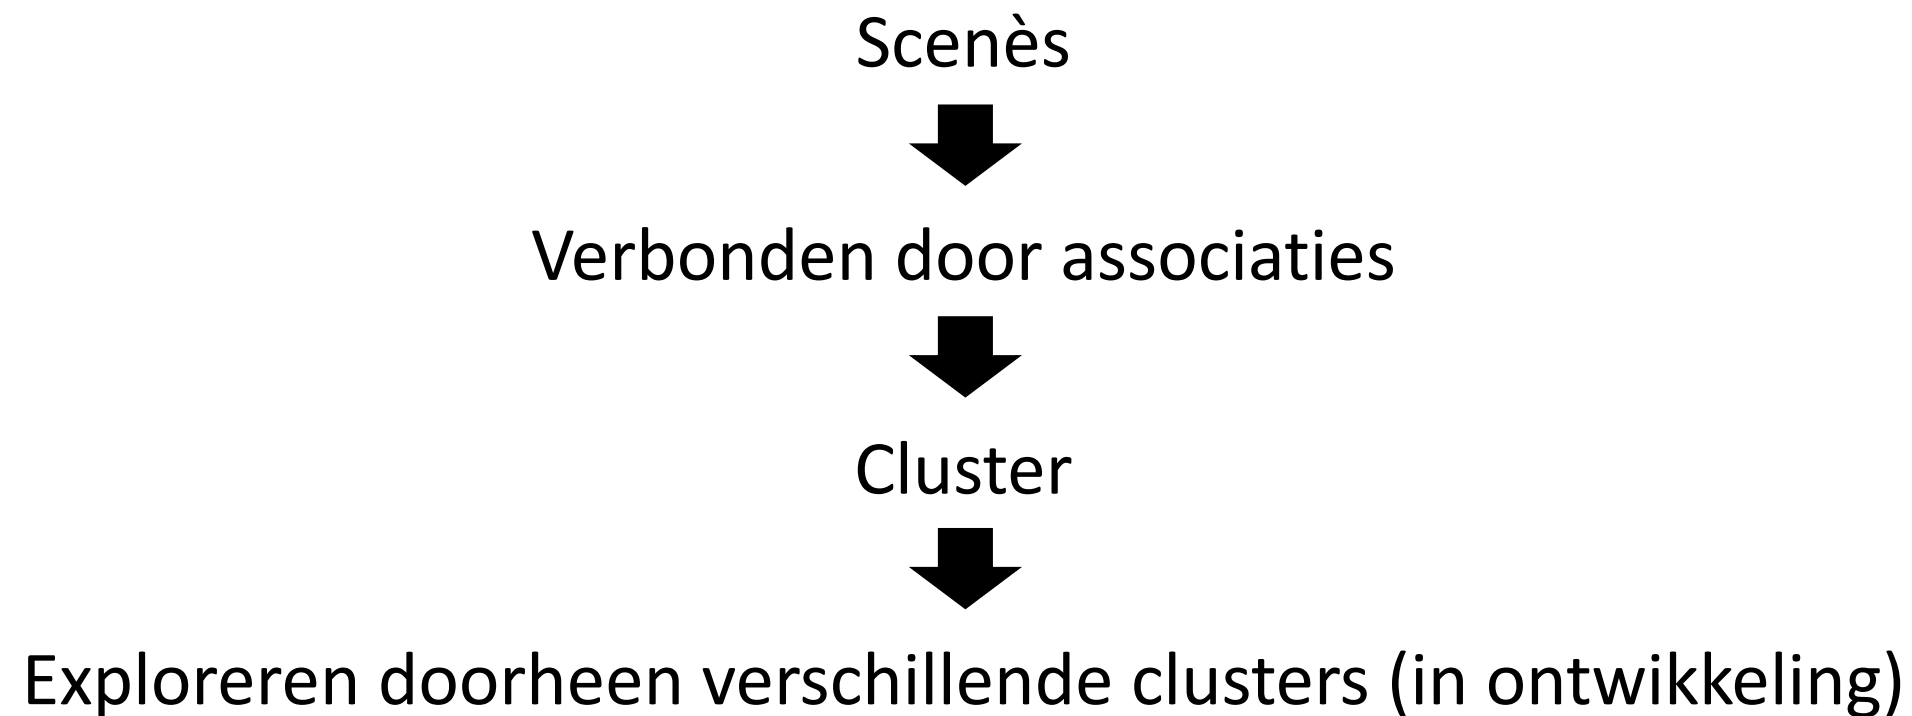 Scenès
Verbonden door associaties
Cluster
Exploreren doorheen verschillende clusters (in ontwikkeling)